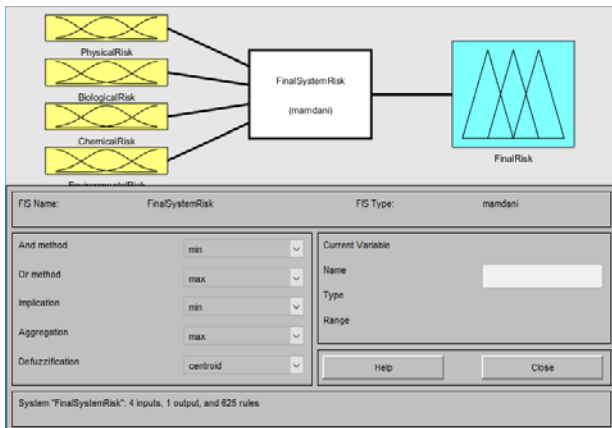 PhysicalRisk
BiologicalRisk
ChemicalRisk
EnvironmentalRisk
FinalSystemRisk
(mamdani)
FinalRisk
FIS Name: FinalSystemRisk FIS Type: mamdani
And method min
Or method max
Implication min
Aggregation max
Defuzzification centroid
Current Variable
Name
Type
Range
Help Close
System "FinalSystemRisk": 4 inputs, 1 output, and 625 rules